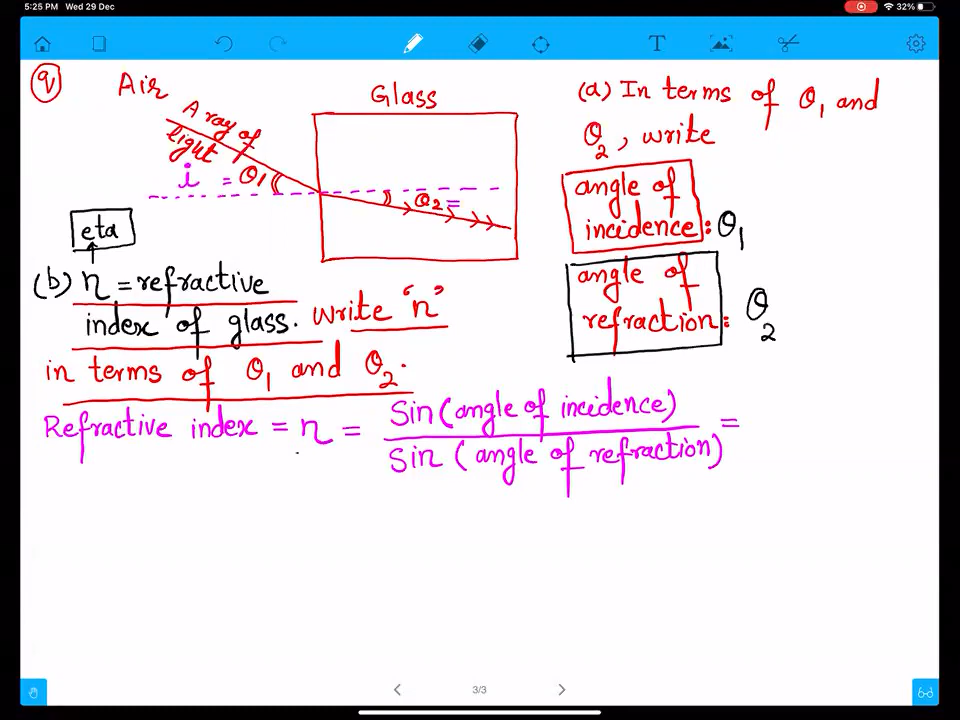 5:25 PM Wed 29 Dec
32%
T
q
Air
Glass
A ray of
light
i = θ1
θ2 =
(a) In terms of θ1 and
θ2, write
angle of
incidence: θ1
angle of
refraction: θ2
eta
(b) η = refractive
index of glass. Write "η"
in terms of θ1 and θ2.
Refractive index = η = Sin (angle of incidence) =
Sin (angle of refraction)
3/3